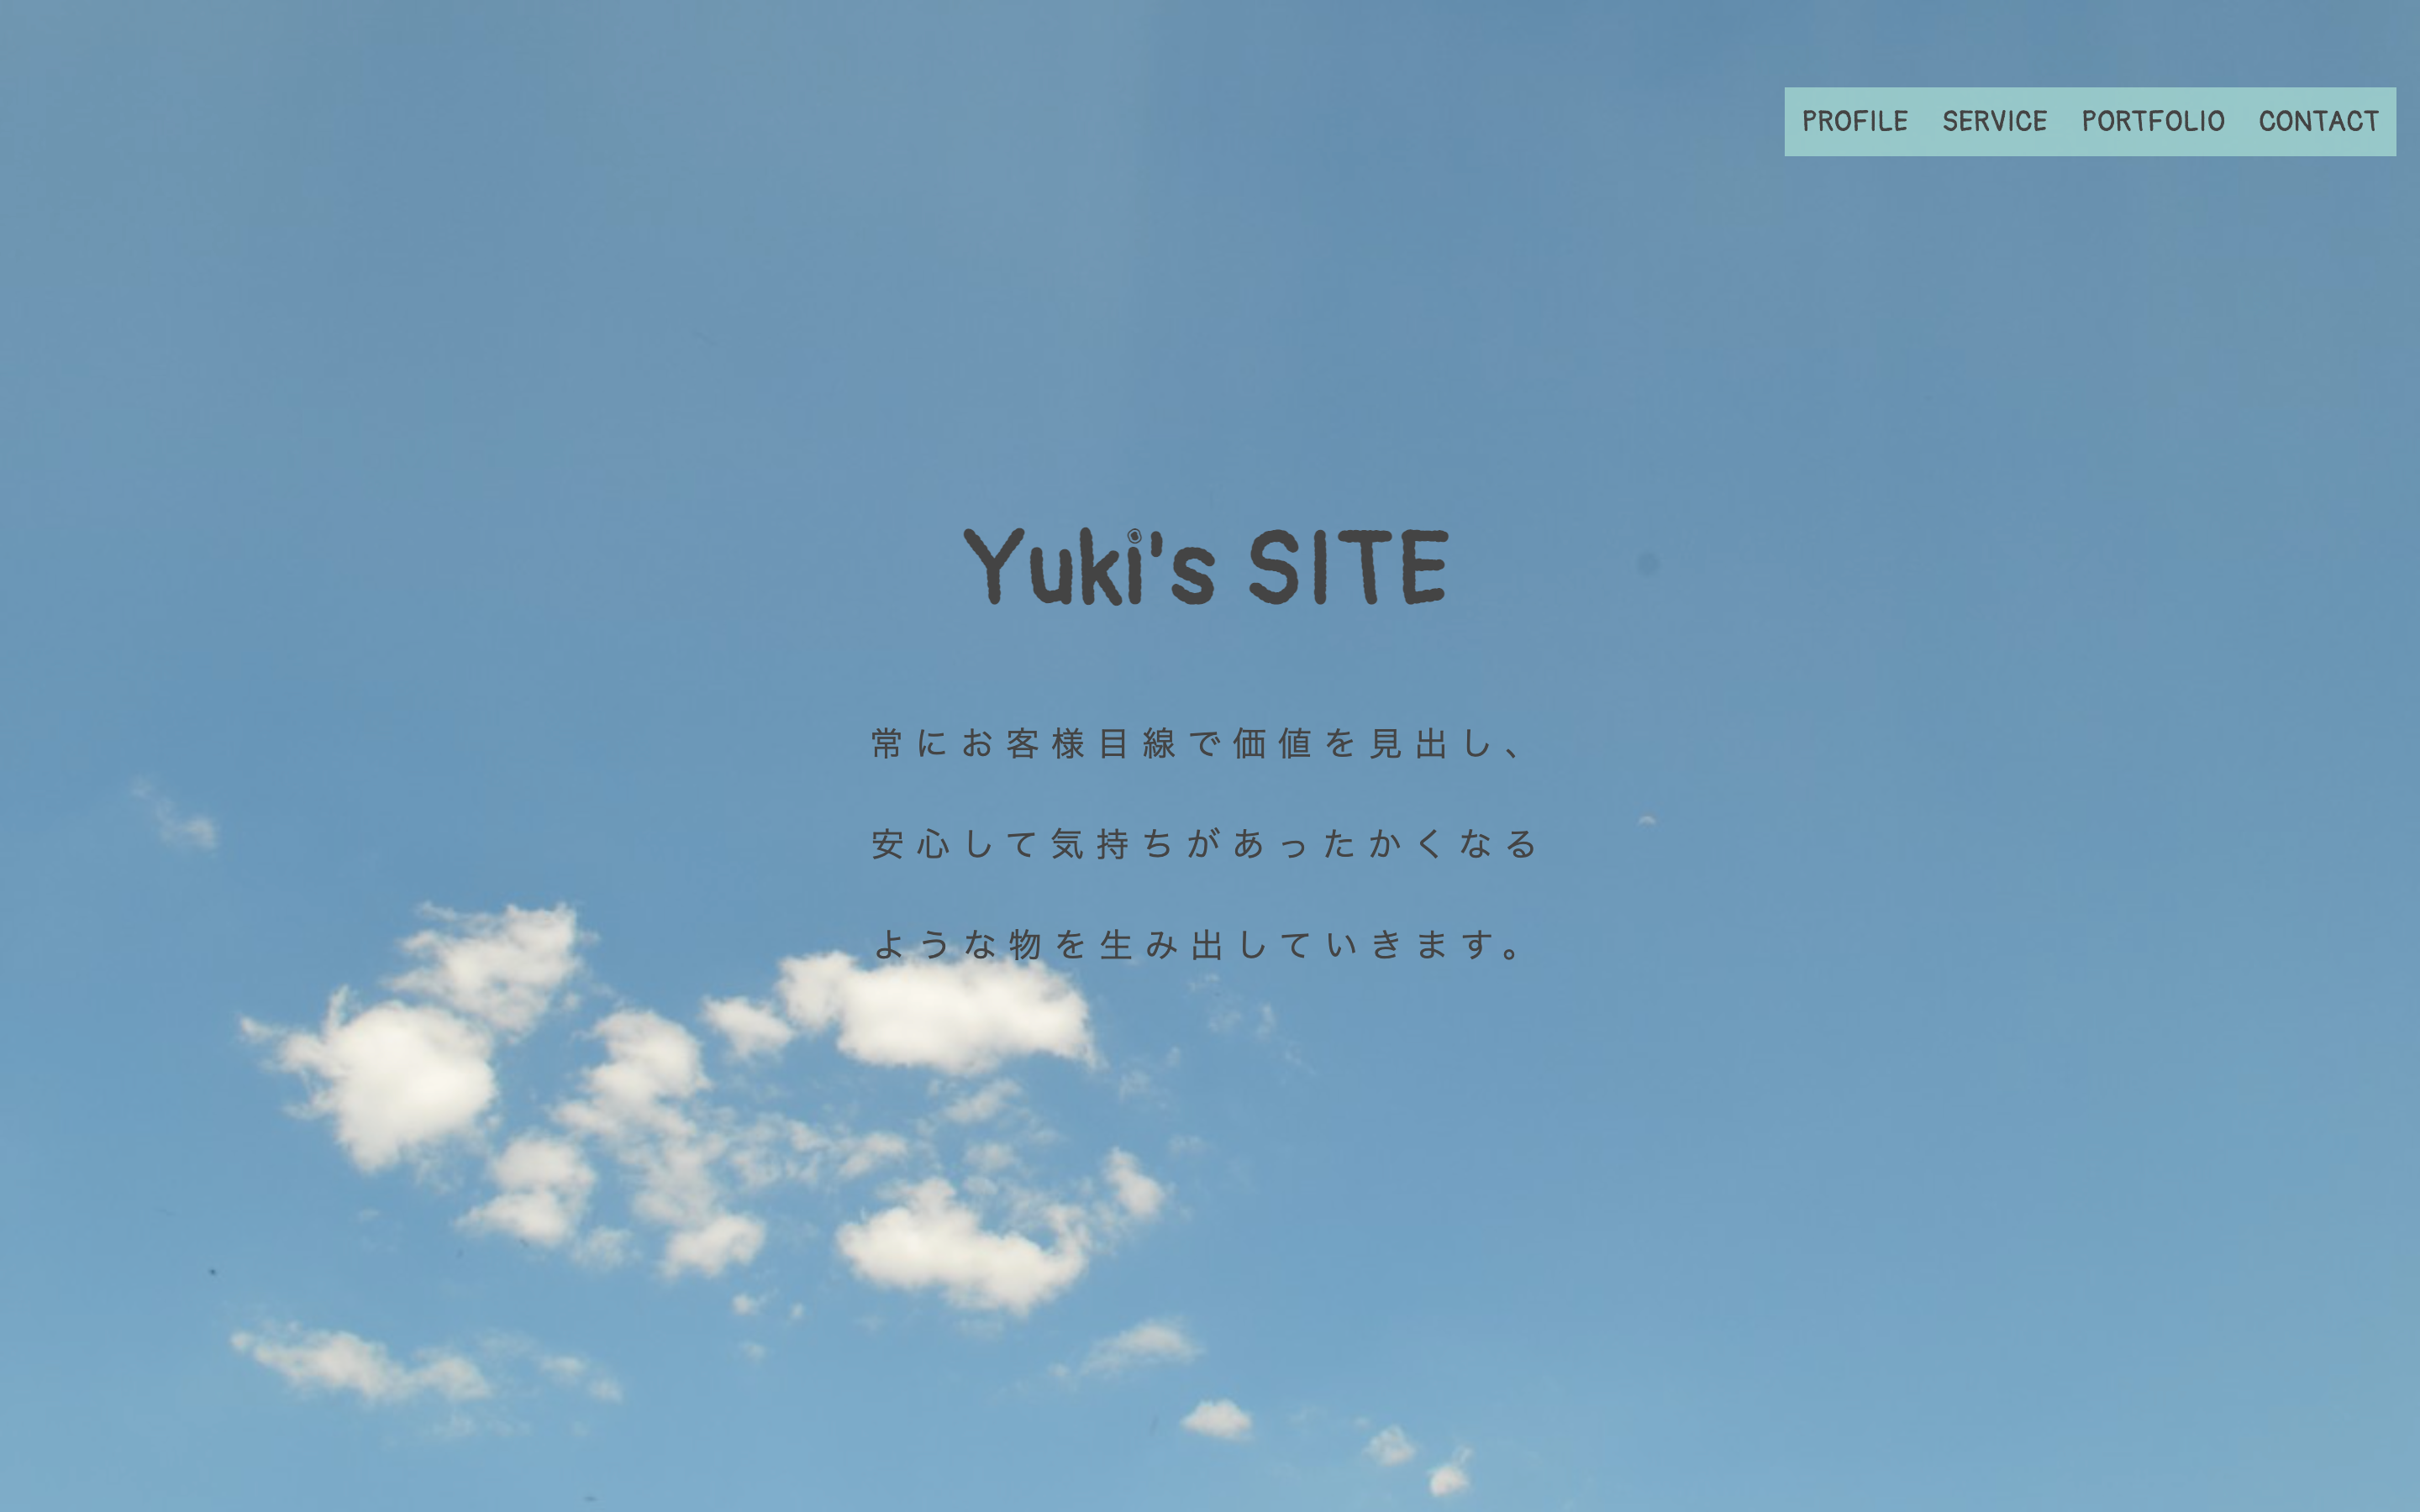 PROFILE SERVICE PORTFOLIO CONTACT
Yuki's SITE
常にお客様目線で価値を見出し、
安心して気持ちがあったかくなる
ような物を生み出していきます。